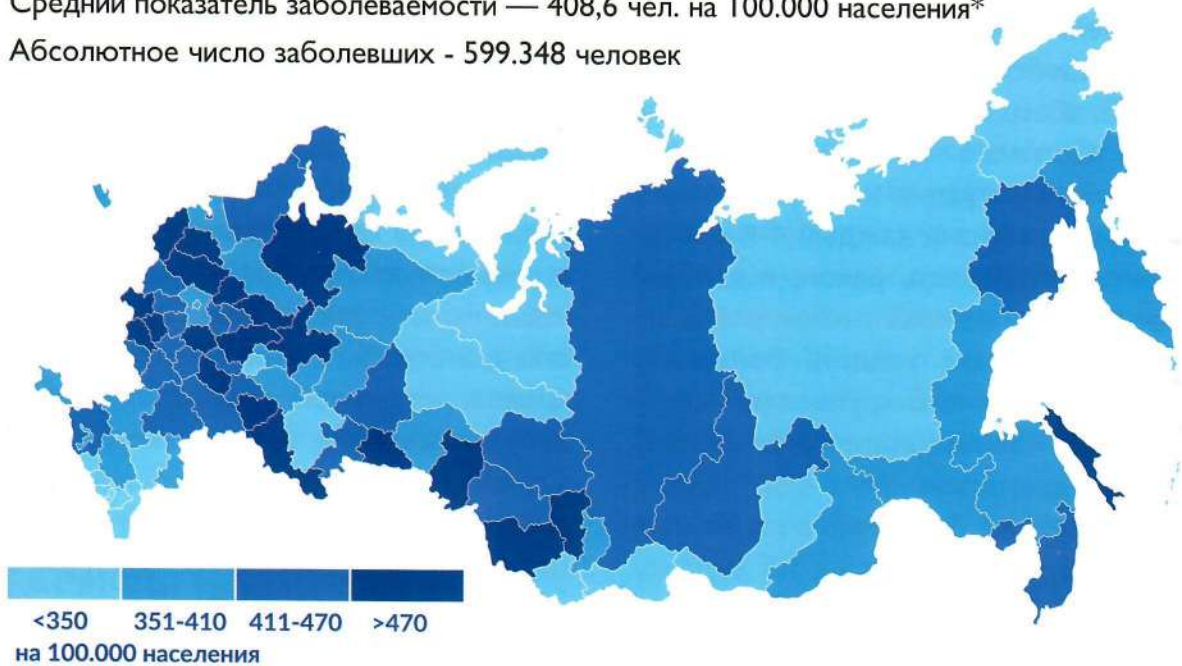 Средний показатель заболеваемости — 408,6 чел. на 100.000 населения*
Абсолютное число заболевших - 599.348 человек
<350 351-410 411-470 >470
на 100.000 населения